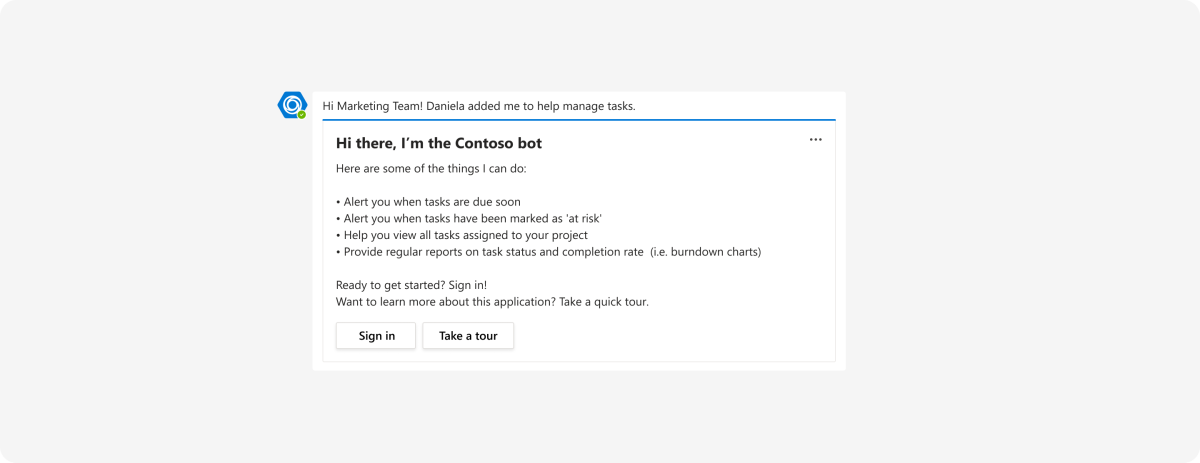 Hi Marketing Team! Daniela added me to help manage tasks.
Hi there, I’m the Contoso bot
Here are some of the things I can do:
• Alert you when tasks are due soon
• Alert you when tasks have been marked as 'at risk'
• Help you view all tasks assigned to your project
• Provide regular reports on task status and completion rate  (i.e. burndown charts)
Ready to get started? Sign in!
Want to learn more about this application? Take a quick tour.
Sign in
Take a tour